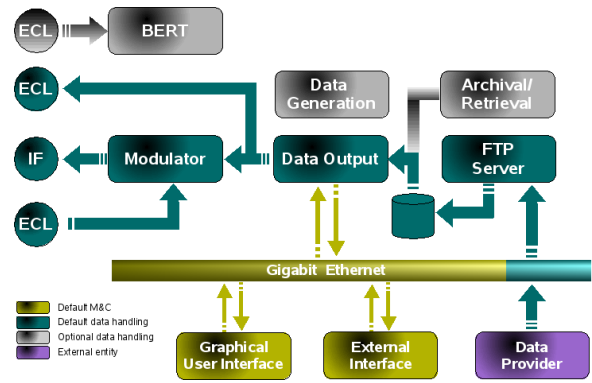 ECL
BERT
ECL
Data
Generation
Archival/
Retrieval
IF
Modulator
Data Output
FTP
Server
ECL
Gigabit Ethernet
Default M&C
Default data handling
Optional data handling
External entity
Graphical
User Interface
External
Interface
Data
Provider